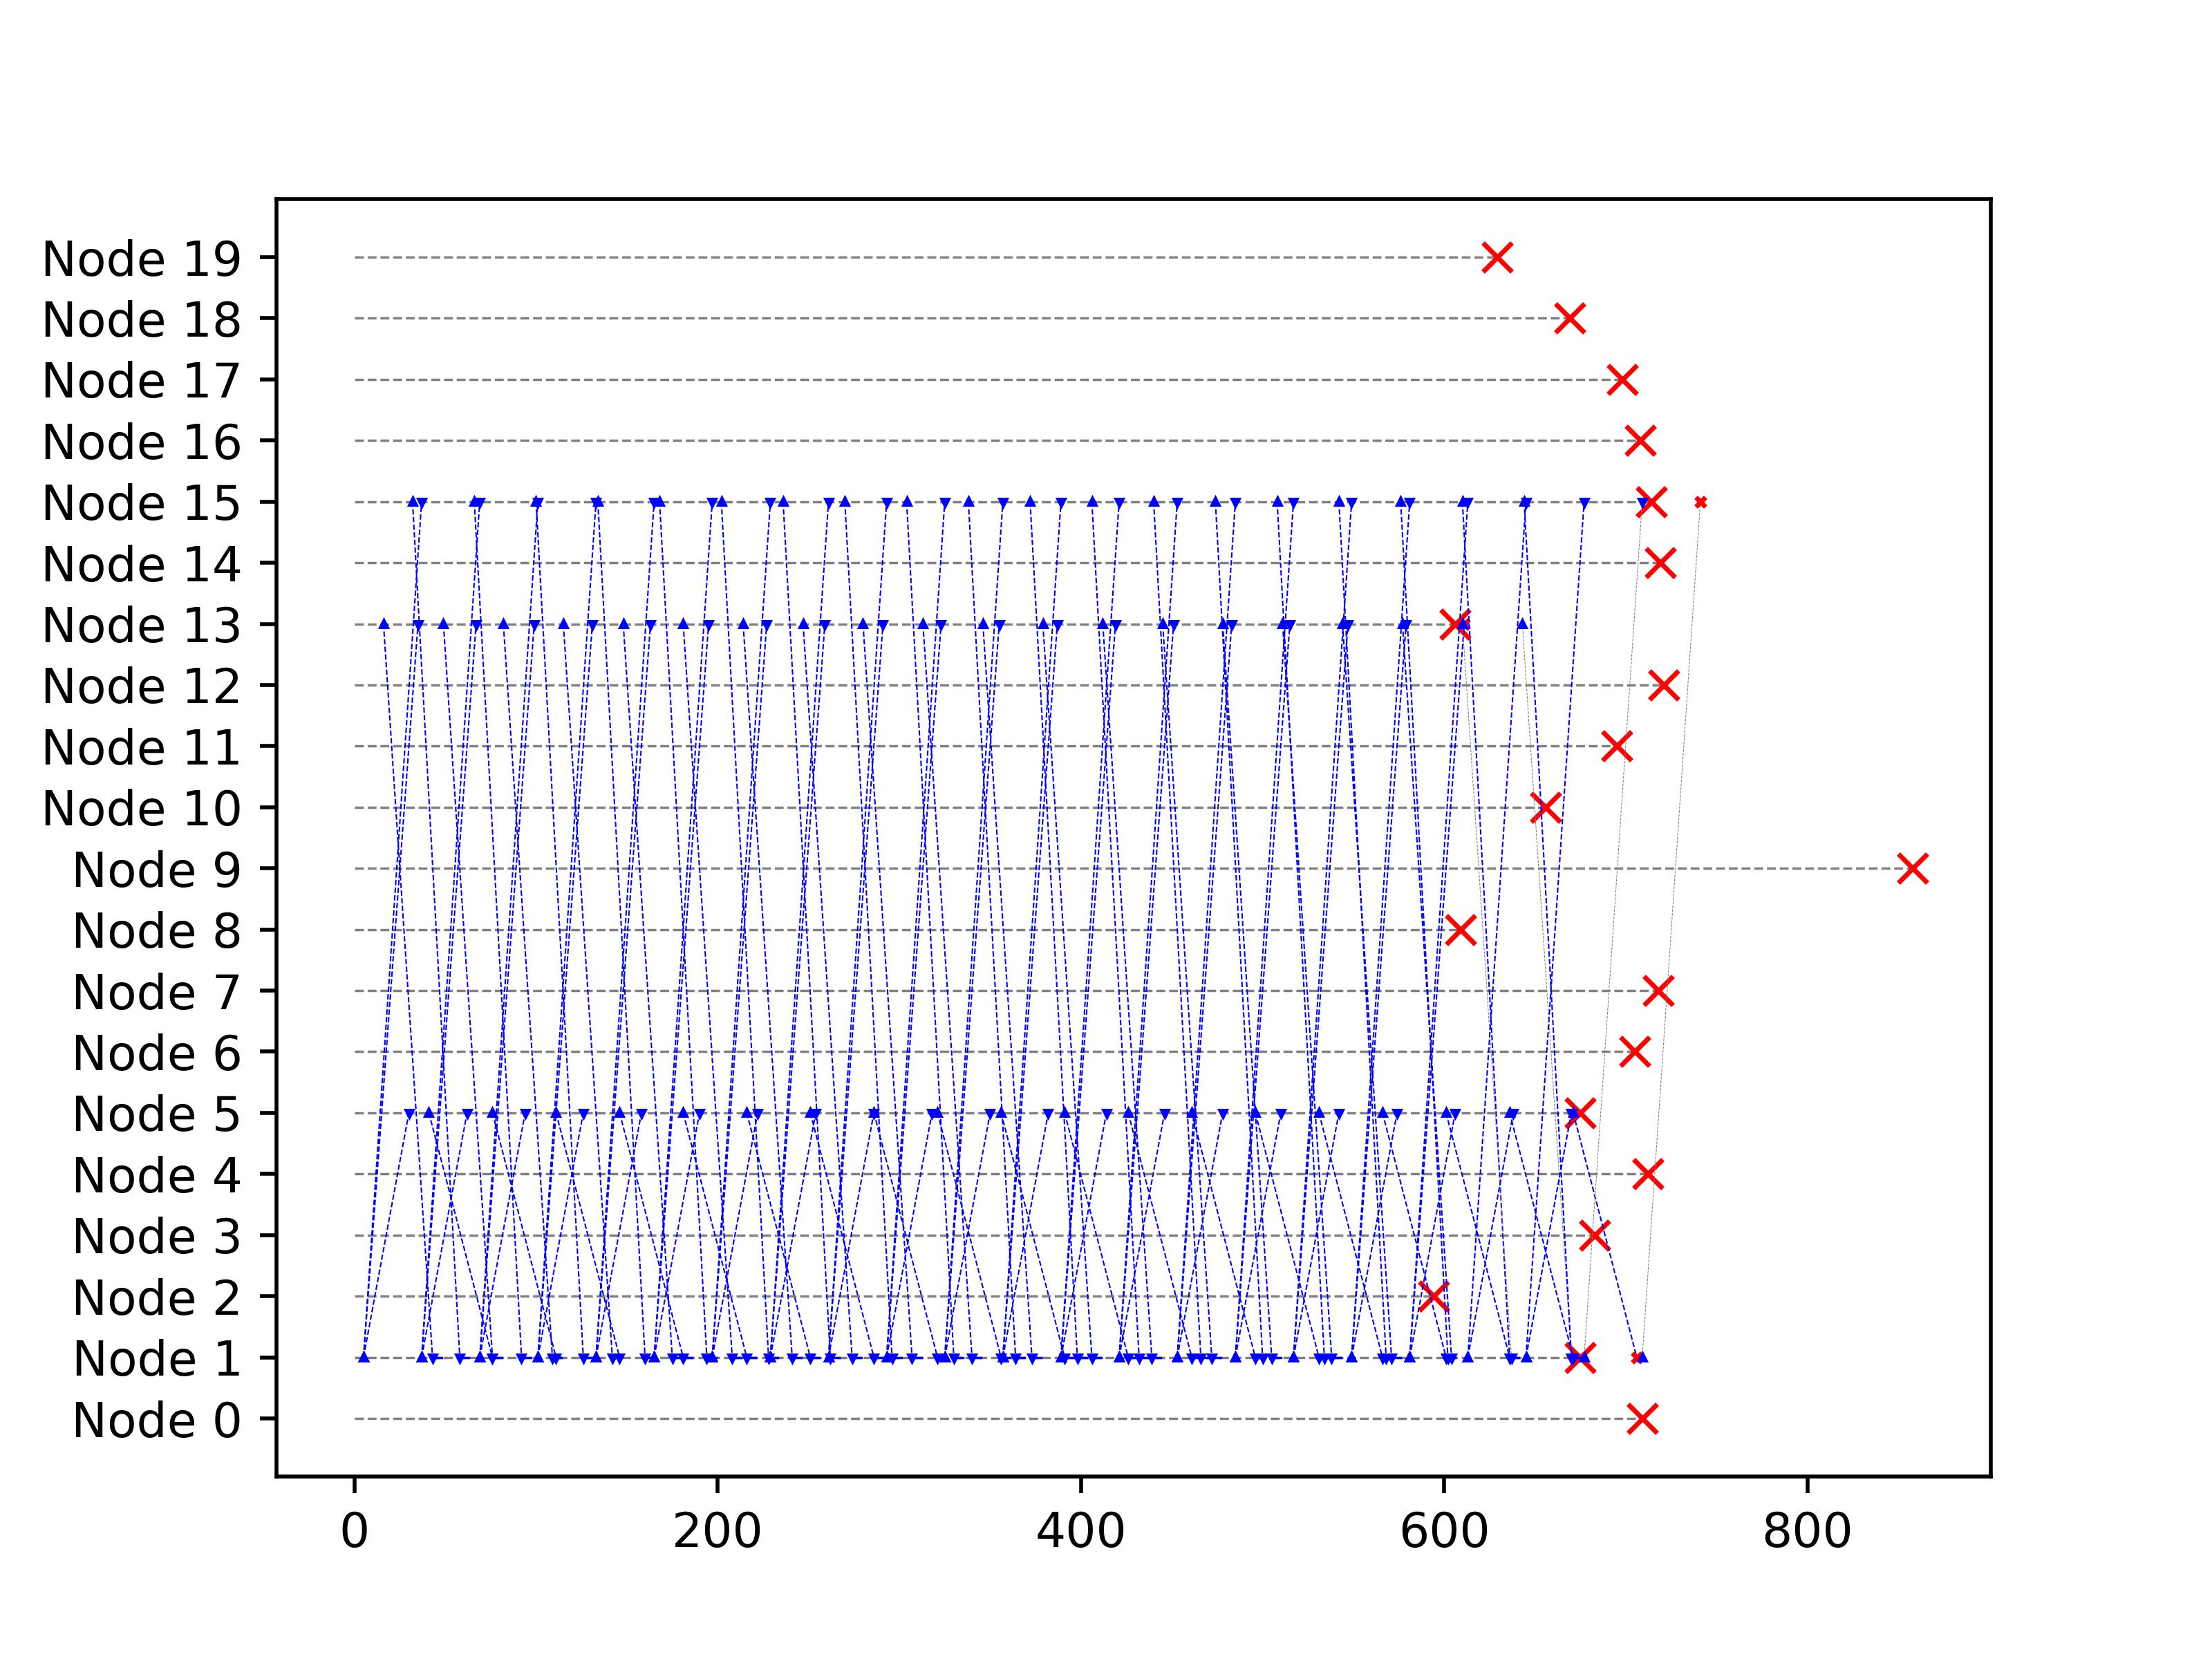 Node 19
Node 18
Node 17
Node 16
Node 15
Node 14
Node 13
Node 12
Node 11
Node 10
Node 9
Node 8
Node 7
Node 6
Node 5
Node 4
Node 3
Node 2
Node 1
Node 0
0 200 400 600 800